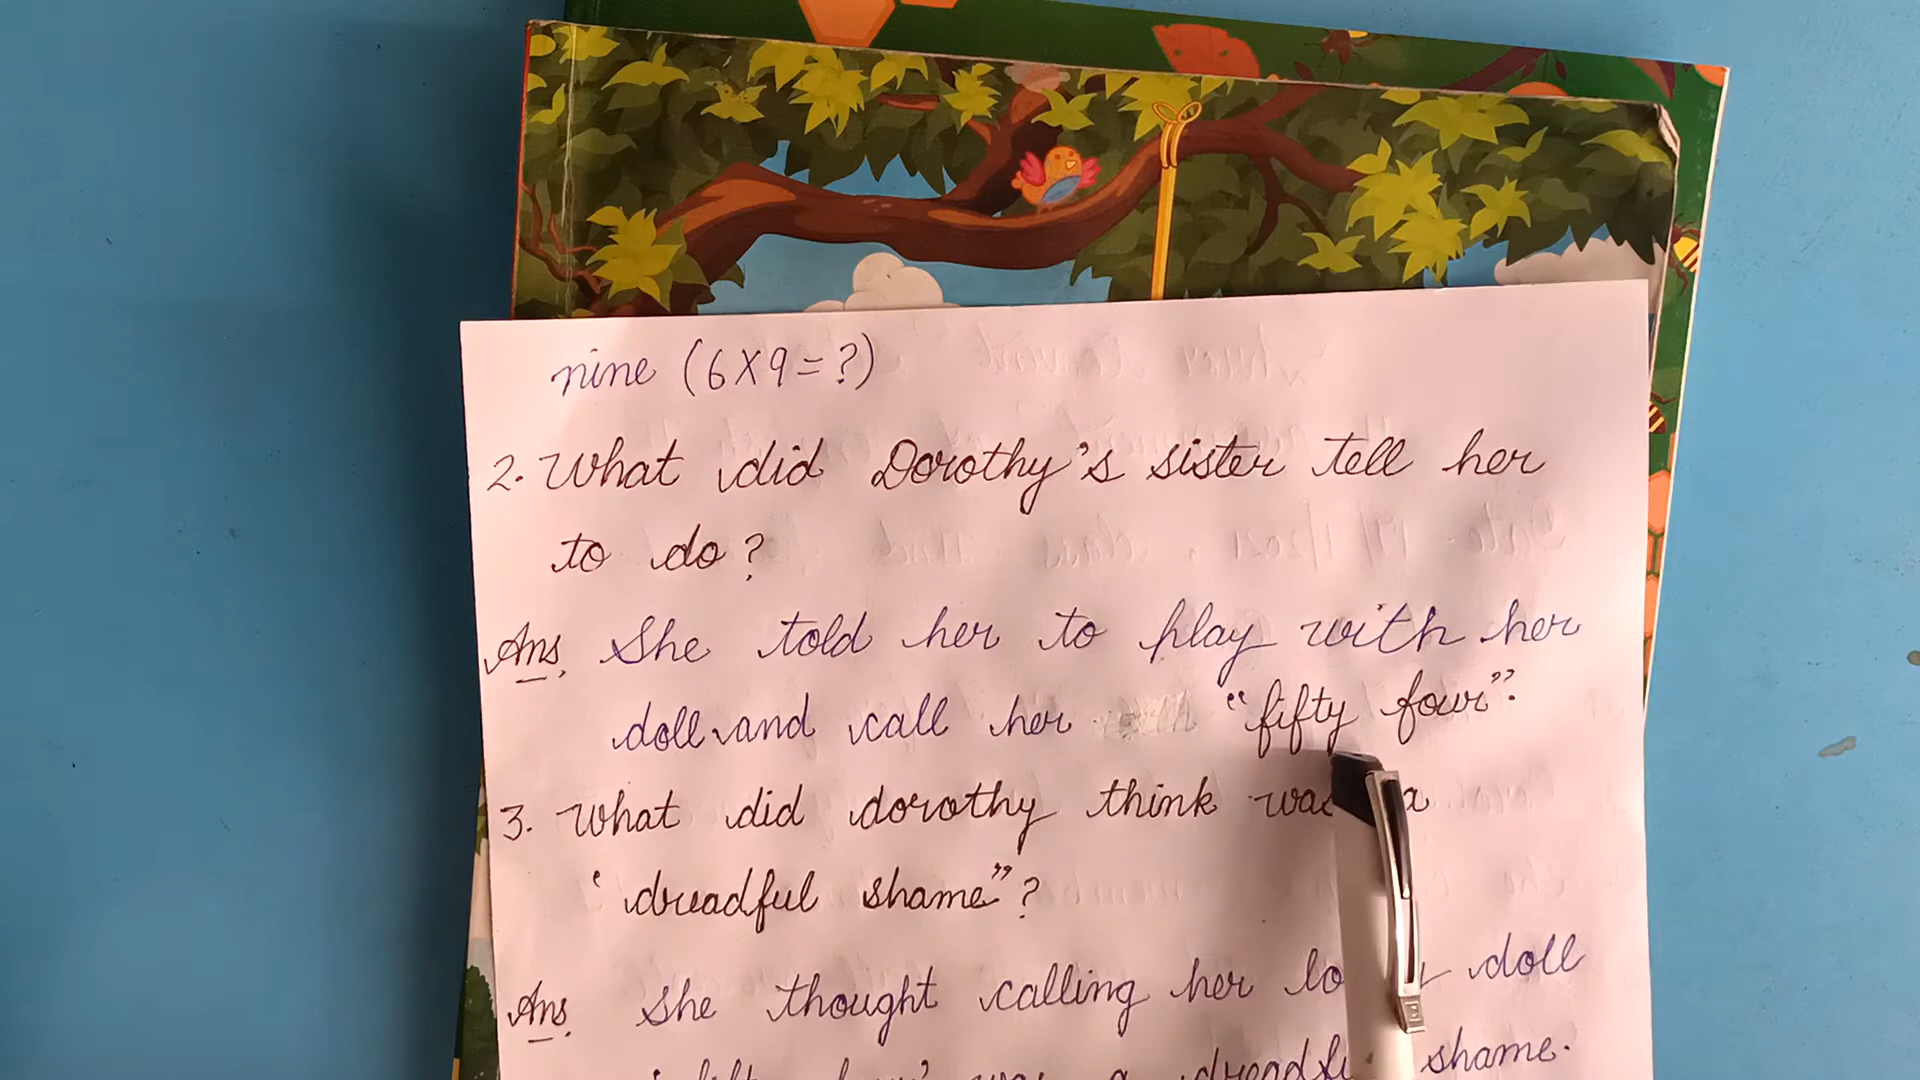 nine (6X9=?)
2. What did Dorothy's sister tell her
to do?
Ans. She told her to play with her
doll and call her "fifty four".
3. What did dorothy think was a
'dreadful shame"?
Ans. She thought calling her doll
was a shame.